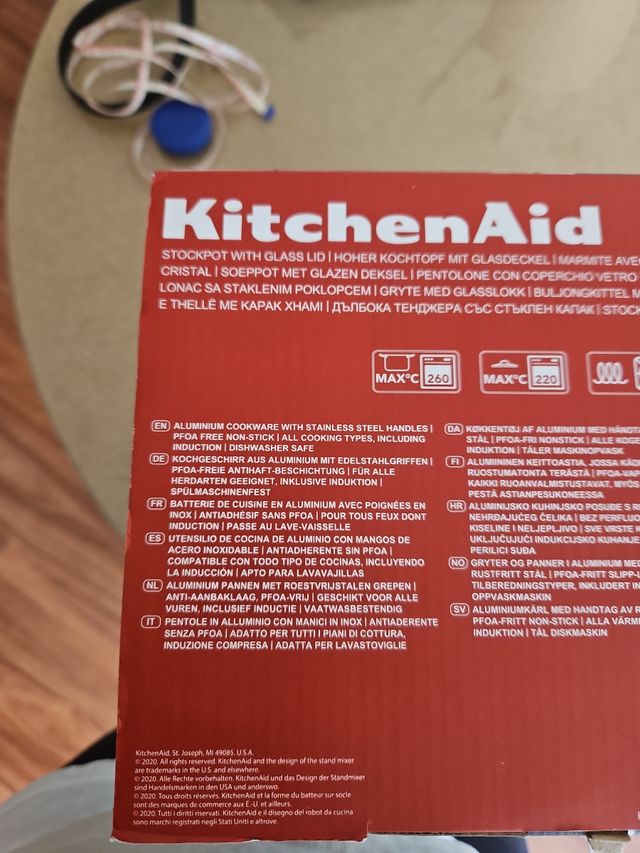 KitchenAid
STOCKPOT WITH GLASS LID | HOHER KOCHTOPF MIT GLASDECKEL | MARMITE AVE
CRISTAL | SOEPPOT MET GLAZEN DEKSEL | PENTOLONE CON COPERCHIO VETRO
LONAC SA STAKLENIM POKLOPCEM | GRYTE MED GLASSLOKK | BULJONGKITTEL M
E THELLË ME KAPAK XHAMI | ДЪЛБОКА ТЕНДЖЕРА СЪС СТЪКЛЕН КАПАК | STOC
MAX°C 260
MAX°C 220
EN ALUMINIUM COOKWARE WITH STAINLESS STEEL HANDLES |
PFOA FREE NON-STICK | ALL COOKING TYPES, INCLUDING
INDUCTION | DISHWASHER SAFE
DE KOCHGESCHIRR AUS ALUMINIUM MIT EDELSTAHLGRIFFEN |
PFOA-FREIE ANTIHAFT-BESCHICHTUNG | FÜR ALLE
HERDARTEN GEEIGNET, INKLUSIVE INDUKTION |
SPÜLMASCHINENFEST
FR BATTERIE DE CUISINE EN ALUMINIUM AVEC POIGNÉES EN
INOX | ANTIADHÉSIF SANS PFOA | POUR TOUS FEUX DONT
INDUCTION | PASSE AU LAVE-VAISSELLE
ES UTENSILIO DE COCINA DE ALUMINIO CON MANGOS DE
ACERO INOXIDABLE | ANTIADHERENTE SIN PFOA |
COMPATIBLE CON TODO TIPO DE COCINAS, INCLUYENDO
LA INDUCCIÓN | APTO PARA LAVAVAJILLAS
NL ALUMINIUM PANNEN MET ROESTVRIJSTALEN GREPEN |
ANTI-AANBAKLAAG, PFOA-VRIJ | GESCHIKT VOOR ALLE
VUREN, INCLUSIEF INDUCTIE | VAATWASBESTENDIG
IT PENTOLE IN ALLUMINIO CON MANICI IN INOX | ANTIADERENTE
SENZA PFOA | ADATTO PER TUTTI I PIANI DI COTTURA,
INDUZIONE COMPRESA | ADATTA PER LAVASTOVIGLIE
DA KØKKENTØJ AF ALUMINIUM MED HÅNDTA
STÅL | PFOA-FRI NONSTICK | ALLE KOGE
INDUKTION | TÅLER MASKINOPVASK
FI ALUMIININEN KEITTOASTIA, JOSSA KÄD
RUOSTUMATONTA TERÄSTÄ | PFOA-VAP
KAIKKI RUOANVALMISTUSTAVAT, MYÖS
PESTÄ ASTIANPESUKONEESSA
HR ALUMINIJSKO KUHINJSKO POSUĐE S R
NEHRĐAJUĆEG ČELIKA | BEZ PERFLU
KISELINE I NELJEPLJIVO | SVE VRSTE K
UKLJUČUJUĆI INDUKCIJSKO KUHANJE
PERILICI SUĐA
NO GRYTER OG PANNER I ALUMINIUM MED
RUSTFRITT STÅL | PFOA-FRITT SLIPP-L
TILBEREDNINGSTYPER, INKLUDERT IN
OPPVASKMASKIN
SV ALUMINIUMKÄRL MED HANDTAG AV R
PFOA-FRITT NON-STICK | ALLA VÄRM
INDUKTION | TÅL DISKMASKIN
KitchenAid, St. Joseph, MI 49085, U.S.A.
© 2020. All rights reserved. KitchenAid and the design of the stand mixer
are trademarks in the U.S. and elsewhere.
© 2020. Alle Rechte vorbehalten. KitchenAid und das Design der Standmixer
sind Handelsmarken in den USA und anderswo.
© 2020. Tous droits réservés. KitchenAid et la forme du batteur sur socle
sont des marques de commerce aux É.-U. et ailleurs.
© 2020. Tutti i diritti riservati. KitchenAid e il disegno del robot da cucina
sono marchi registrati negli Stati Uniti e altrove.